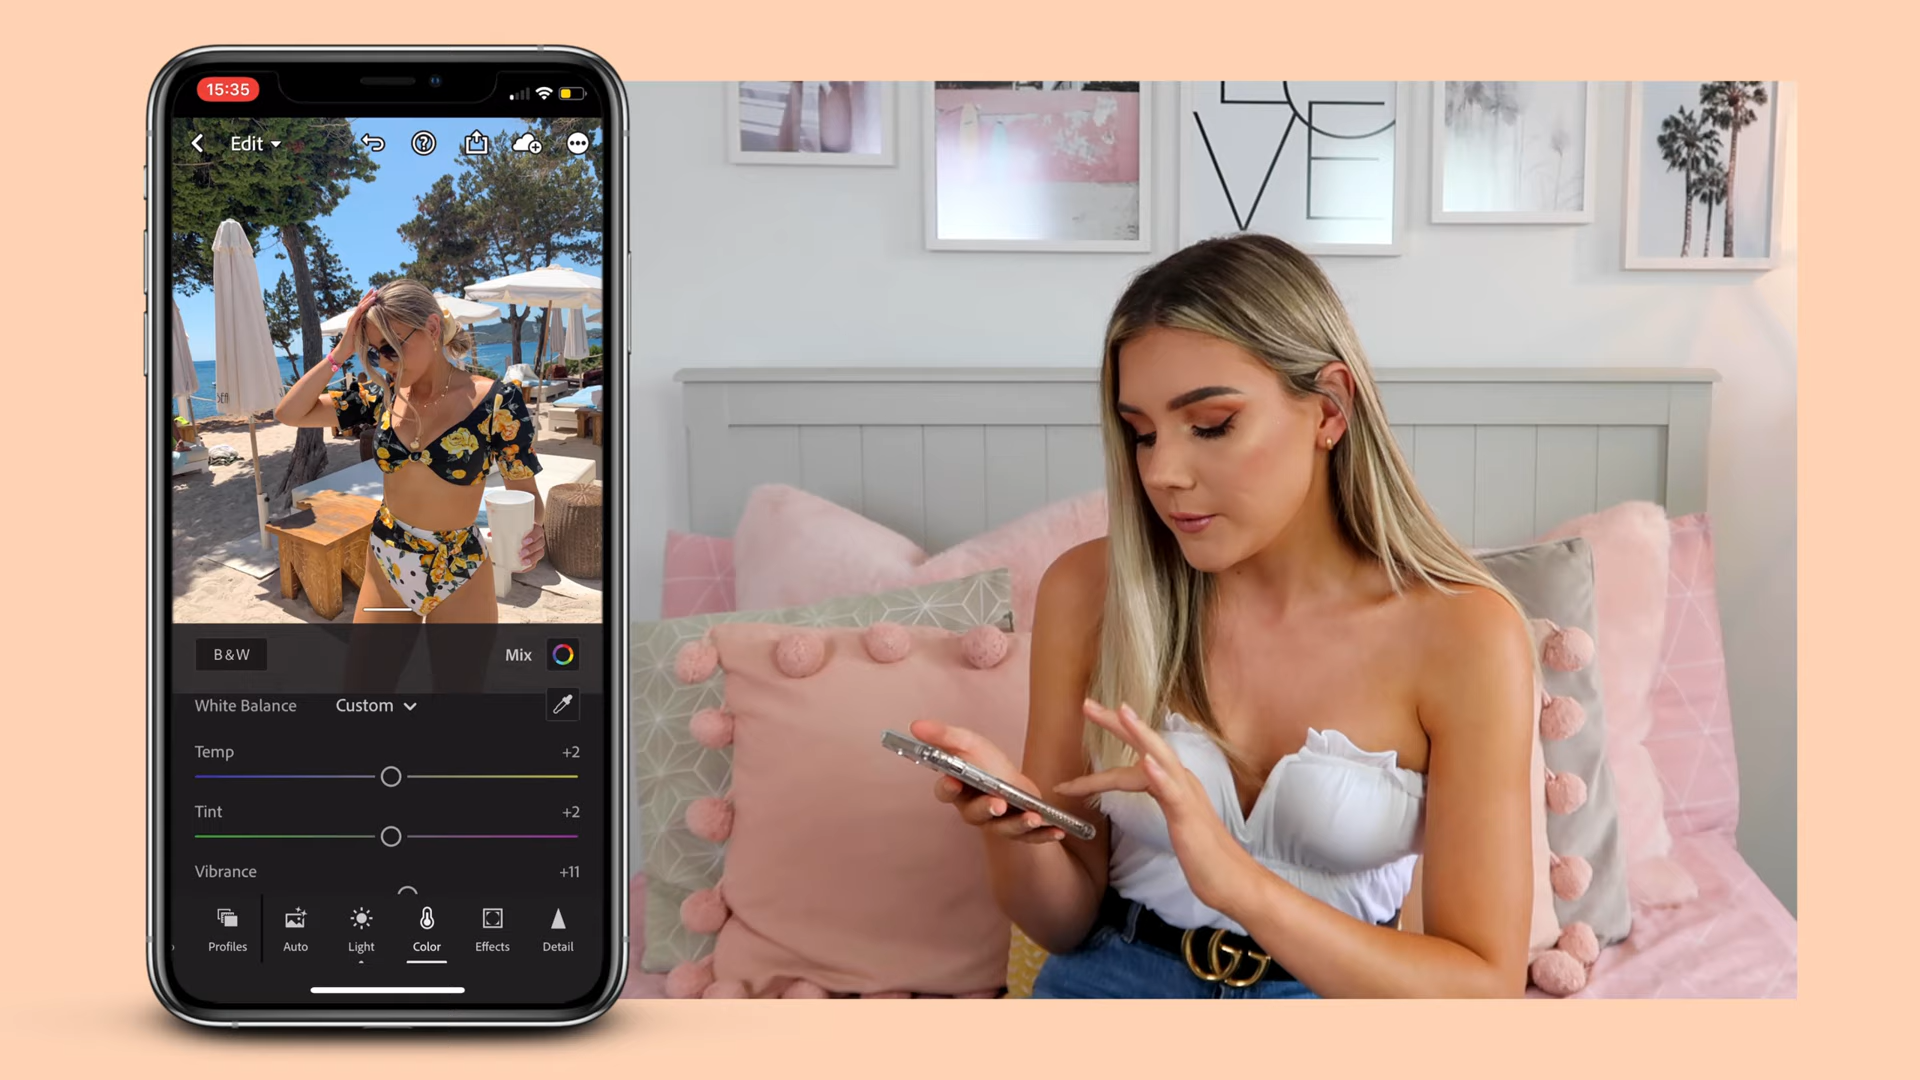 15:35
Edit
B&W
Mix
White Balance Custom
Temp +2
Tint +2
Vibrance +11
Profiles Auto Light Color Effects Detail
VE